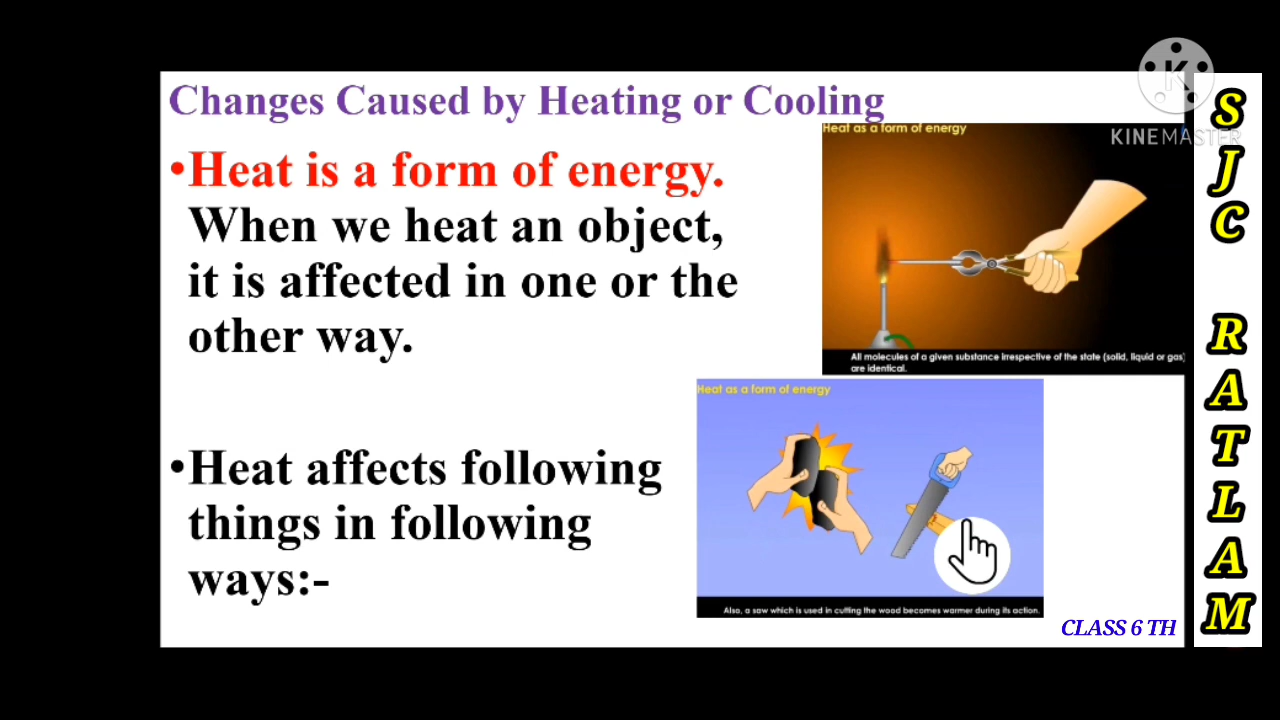 Changes Caused by Heating or Cooling
•Heat is a form of energy.
When we heat an object,
it is affected in one or the
other way.
•Heat affects following
things in following
ways:-
Heat as a form of energy
All molecules of a given substance irrespective of the state (solid, liquid or gas)
are identical.
Heat as a form of energy
Also, a saw which is used in cutting the wood becomes warmer during its action.
CLASS 6 TH
K
KINEMASTER
SJC RATLAM